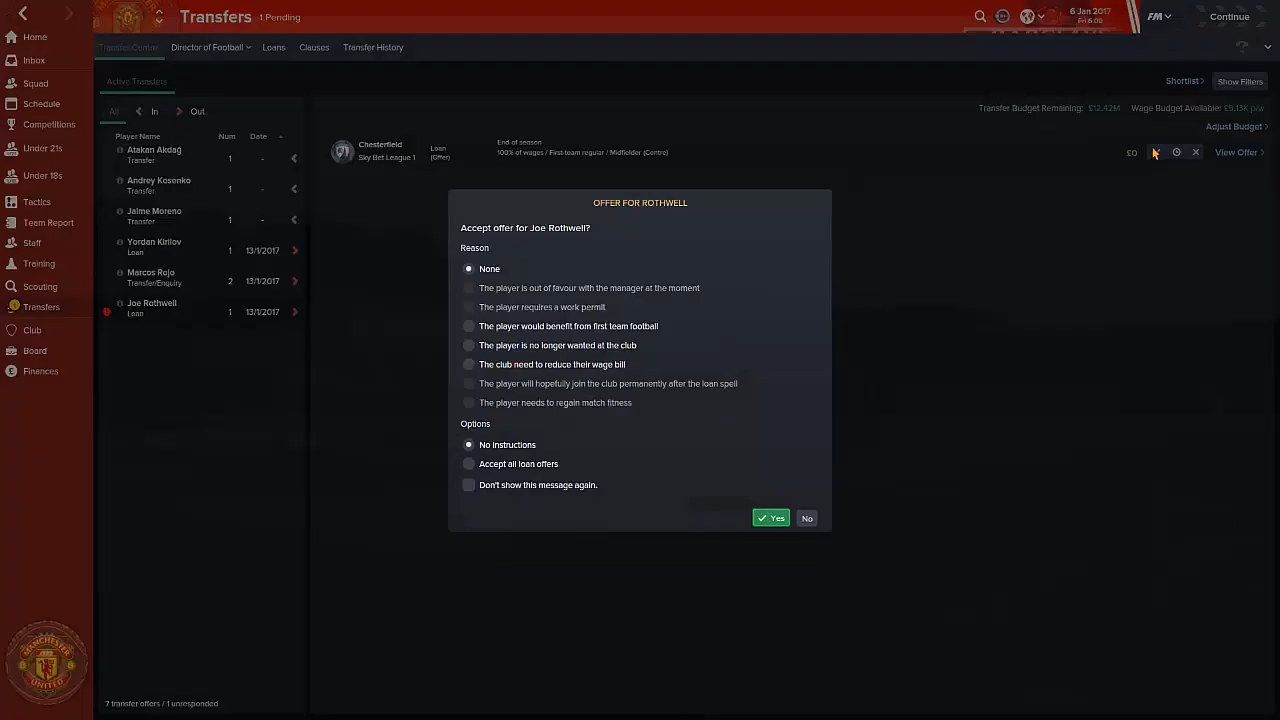 Transfers
1 Pending
6 Jan 2017
Fri 6:00
FM
Continue
Home
Inbox
Squad
Schedule
Competitions
Under 21s
Under 18s
Tactics
Team Report
Staff
Training
Scouting
Transfers
Club
Board
Finances
MANCHESTER
UNITED
Transfer Centre
Director of Football
Loans
Clauses
Transfer History
Active Transfers
Shortlist
Show Filters
All
In
Out
Transfer Budget Remaining: £12.42M
Wage Budget Available: £9.13K p/w
Adjust Budget
Player Name Num Date
Atakan Akdağ 1 -
Transfer
Andrey Kosenko 1 -
Transfer
Jaime Moreno 1 -
Transfer
Yordan Kirilov 1 13/1/2017
Loan
Marcos Rojo 2 13/1/2017
Transfer/Enquiry
Joe Rothwell 1 13/1/2017
Loan
7 transfer offers / 1 unresponded
Chesterfield
Sky Bet League 1
Loan
(Offer)
End of season
100% of wages / First-team regular / Midfielder (Centre)
£0
View Offer
OFFER FOR ROTHWELL
Accept offer for Joe Rothwell?
Reason
None
The player is out of favour with the manager at the moment
The player requires a work permit
The player would benefit from first team football
The player is no longer wanted at the club
The club need to reduce their wage bill
The player will hopefully join the club permanently after the loan spell
The player needs to regain match fitness
Options
No instructions
Accept all loan offers
Don't show this message again.
Yes
No